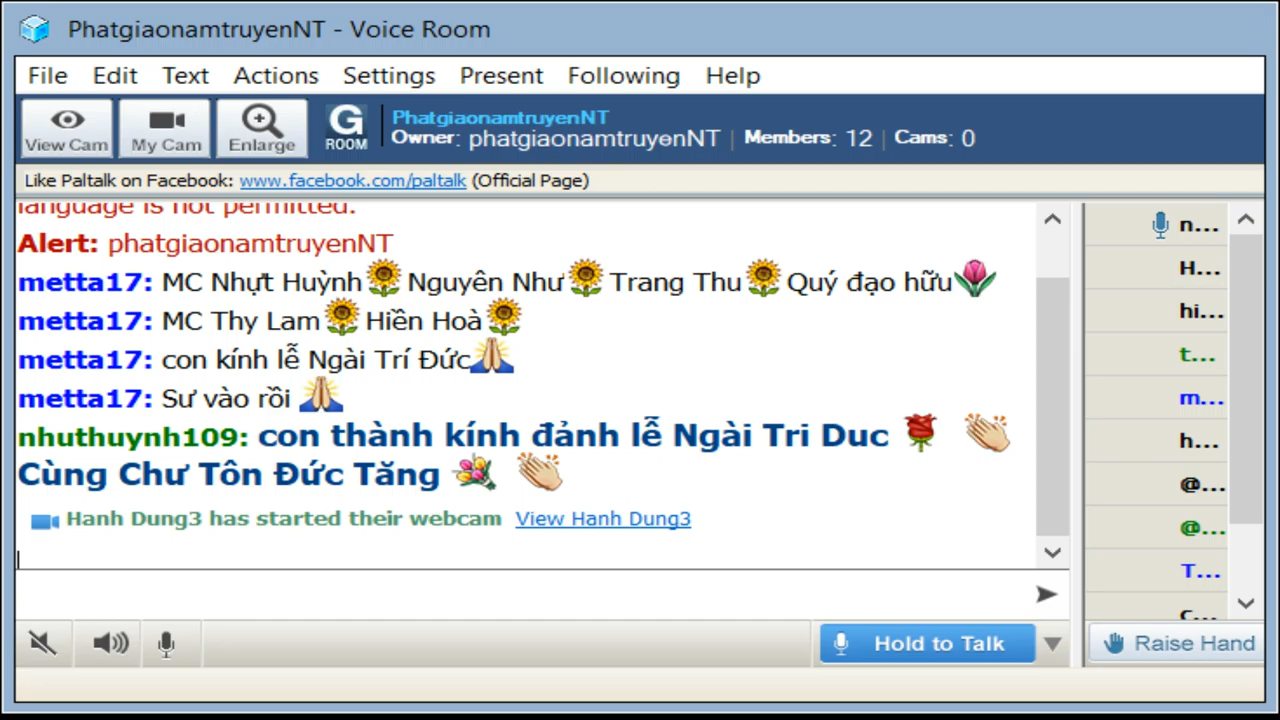 PhatgiaonamtruyenNT - Voice Room
File Edit Text Actions Settings Present Following Help
View Cam My Cam Enlarge G ROOM
PhatgiaonamtruyenNT
Owner: phatgiaonamtruyenNT | Members: 12 | Cams: 0
Like Paltalk on Facebook: www.facebook.com/paltalk (Official Page)
language is not permitted.
Alert: phatgiaonamtruyenNT
metta17: MC Nhựt Huỳnh Nguyên Như Trang Thu Quý đạo hữu
metta17: MC Thy Lam Hiền Hoà
metta17: con kính lễ Ngài Trí Đức
metta17: Sư vào rồi
nhuthuynh109: con thành kính đảnh lễ Ngài Tri Duc
Cùng Chư Tôn Đức Tăng
Hanh Dung3 has started their webcam View Hanh Dung3
n...
H...
hi...
t...
m...
h...
@...
@...
T...
c...
Hold to Talk
Raise Hand